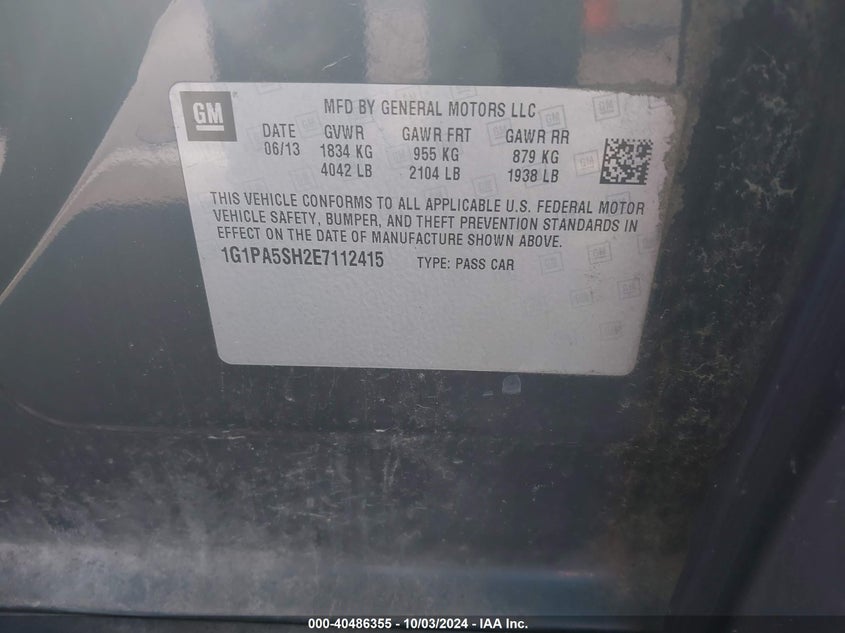 GM
MFD BY GENERAL MOTORS LLC
DATE GVWR GAWR FRT GAWR RR
06/13 1834 KG 955 KG 879 KG
4042 LB 2104 LB 1938 LB
THIS VEHICLE CONFORMS TO ALL APPLICABLE U.S. FEDERAL MOTOR
VEHICLE SAFETY, BUMPER, AND THEFT PREVENTION STANDARDS IN
EFFECT ON THE DATE OF MANUFACTURE SHOWN ABOVE.
1G1PA5SH2E7112415 TYPE: PASS CAR
000-40486355 - 10/03/2024 - IAA Inc.